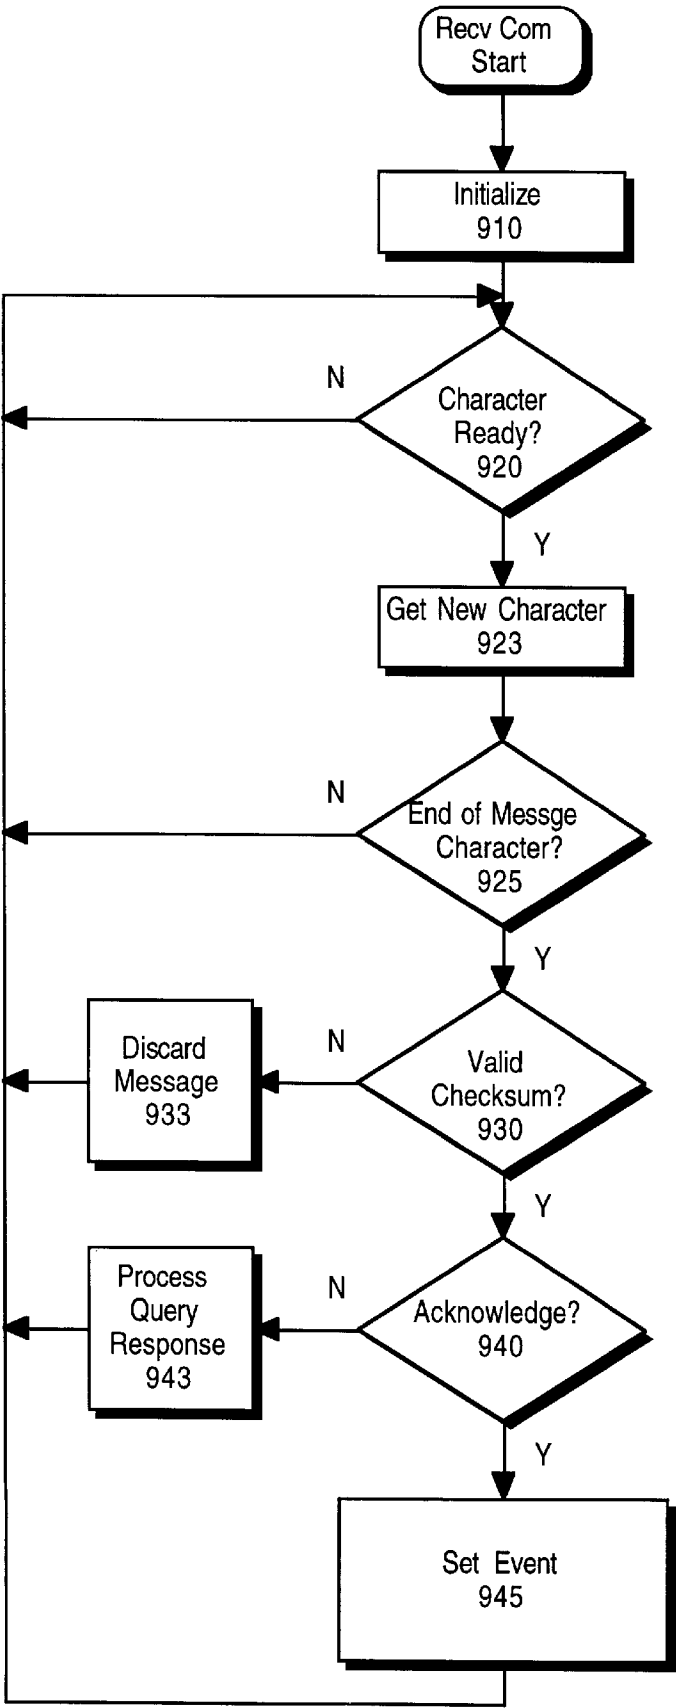 Recv Com
Start
Initialize
910
N
Character
Ready?
920
Y
Get New Character
923
N
End of Messge
Character?
925
Y
Discard
Message
933
N
Valid
Checksum?
930
Y
Process
Query
Response
943
N
Acknowledge?
940
Y
Set Event
945